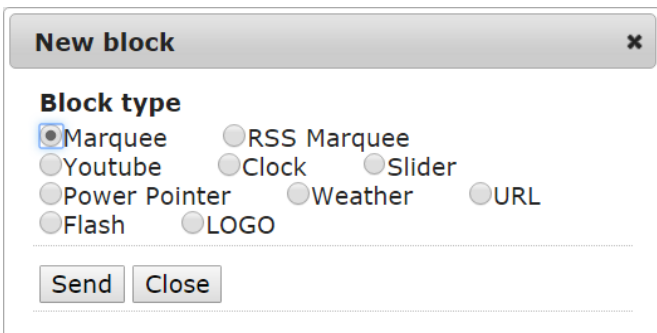 New block
Block type
Marquee RSS Marquee
Youtube Clock Slider
Power Pointer Weather URL
Flash LOGO
Send Close